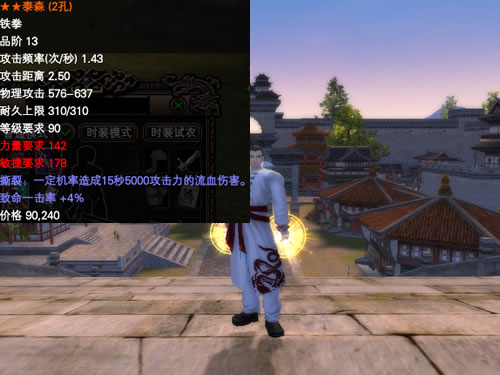 ★★泰森 (2孔)
铁拳
品阶 13
攻击频率(次/秒) 1.43
攻击距离 2.50
物理攻击 576-637
耐久上限 310/310
等级要求 90
时装模式
时装试衣
力量要求 142
敏捷要求 178
撕裂，一定机率造成15秒5000攻击力的流血伤害。
致命一击率 +4%
价格 90,240